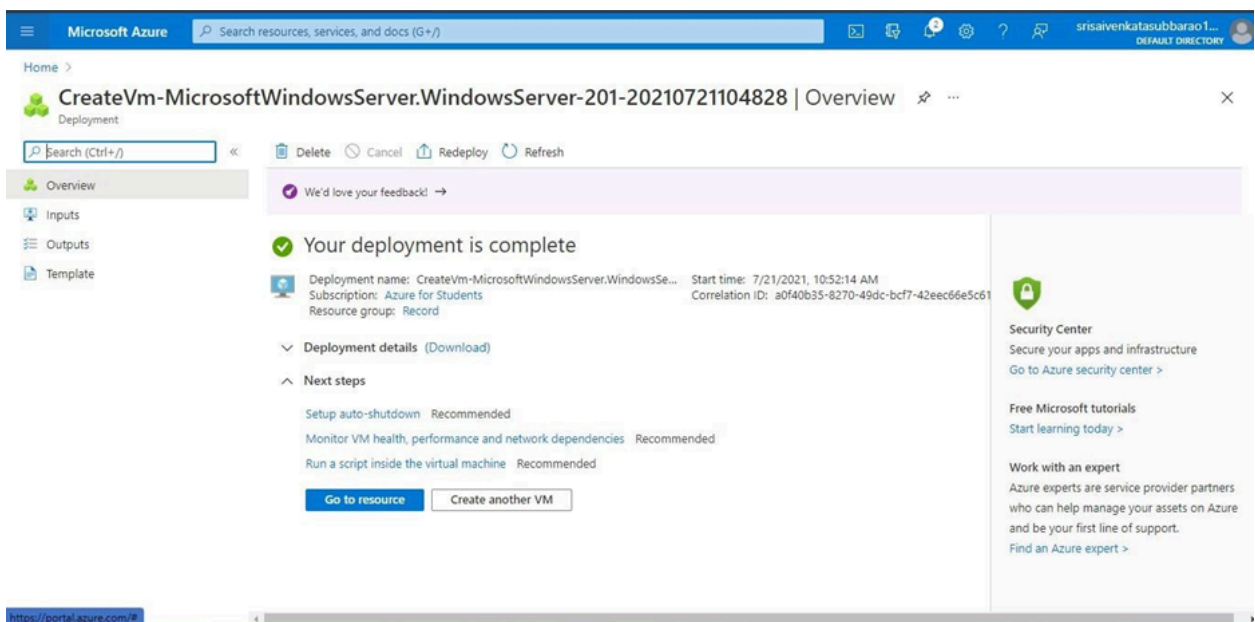 Microsoft Azure
Search resources, services, and docs (G+/)
2
srisaivenkatasubbarao1...
DEFAULT DIRECTORY
Home >
CreateVm-MicrosoftWindowsServer.WindowsServer-201-20210721104828 | Overview
Deployment
Search (Ctrl+/)
Delete Cancel Redeploy Refresh
Overview
Inputs
Outputs
Template
We'd love your feedback! →
Your deployment is complete
Deployment name: CreateVm-MicrosoftWindowsServer.WindowsSe... Start time: 7/21/2021, 10:52:14 AM
Subscription: Azure for Students Correlation ID: a0f40b35-8270-49dc-bcf7-42eec66e5c61
Resource group: Record
Deployment details (Download)
Next steps
Setup auto-shutdown Recommended
Monitor VM health, performance and network dependencies Recommended
Run a script inside the virtual machine Recommended
Go to resource Create another VM
Security Center
Secure your apps and infrastructure
Go to Azure security center >
Free Microsoft tutorials
Start learning today >
Work with an expert
Azure experts are service provider partners
who can help manage your assets on Azure
and be your first line of support.
Find an Azure expert >
https://portal.azure.com/#